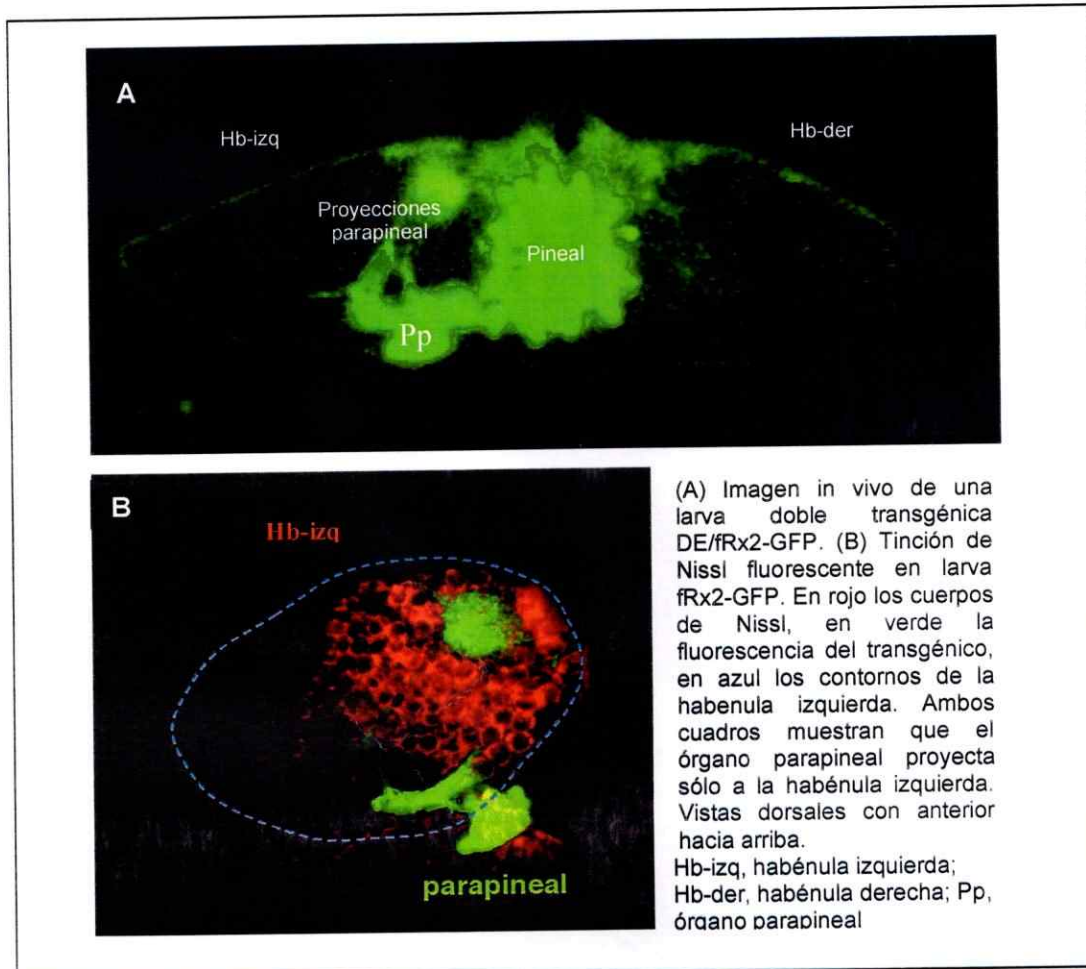 A
Hb-izq
Hb-der
Proyecciones
parapineal
Pineal
Pp
B
Hb-izq
parapineal
(A) Imagen in vivo de una
larva doble transgénica
DE/fRx2-GFP. (B) Tinción de
Nissl fluorescente en larva
fRx2-GFP. En rojo los cuerpos
de Nissl, en verde la
fluorescencia del transgénico,
en azul los contornos de la
habenula izquierda. Ambos
cuadros muestran que el
órgano parapineal proyecta
sólo a la habénula izquierda.
Vistas dorsales con anterior
hacia arriba.
Hb-izq, habénula izquierda;
Hb-der, habénula derecha; Pp,
órgano parapineal